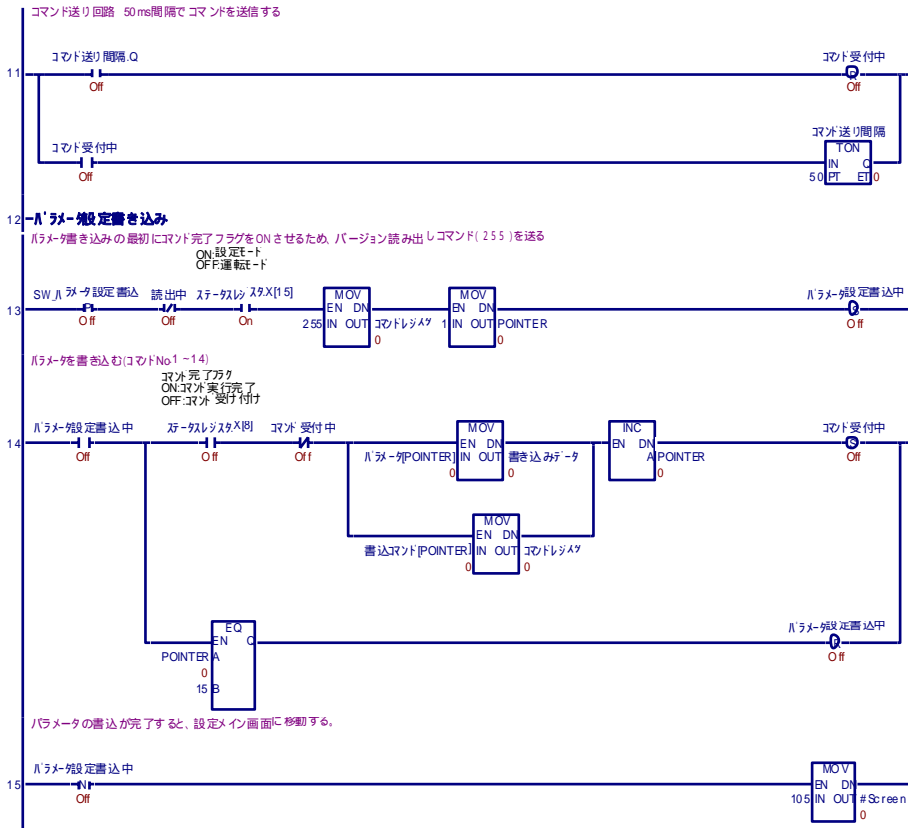 コマンド送り回路 50ms間隔でコマンドを送信する
コマンド送り間隔.Q
コマンド受付中
11
R
Off
Off
コマンド送り間隔
コマンド受付中
TON
IN Q
Off
50 PT ET 0
12 パラメータ設定書き込み
パラメータ書き込みの最初にコマンド完了フラグをONさせるため、バージョン読み出しコマンド(255)を送る
ON:設定モード
OFF:運転モード
SW_パラメータ設定書込 読出中 ステータスレジスタ.X[15]
MOV
MOV
パラメータ設定書込中
13
P
EN DN
EN DN
S
Off
Off
On
255 IN OUT コマンドレジスタ
1 IN OUT POINTER
Off
0
0
パラメータを書き込む(コマンドNo.1~14)
コマンド完了フラグ
ON:コマンド実行完了
OFF:コマンド受け付け
パラメータ設定書込中
ステータスレジスタ.X[8]
コマンド受付中
MOV
INC
コマンド受付中
14
EN DN
EN DN
S
Off
Off
Off
パラメータ[POINTER] IN OUT 書き込みデータ
A POINTER
Off
0
0
0
MOV
EN DN
書込コマンド[POINTER] IN OUT コマンドレジスタ
0
0
EQ
パラメータ設定書込中
EN Q
R
POINTER A
Off
0
15 B
パラメータの書込が完了すると、設定メイン画面に移動する。
パラメータ設定書込中
MOV
15
N
EN DN
Off
105 IN OUT #Screen
0